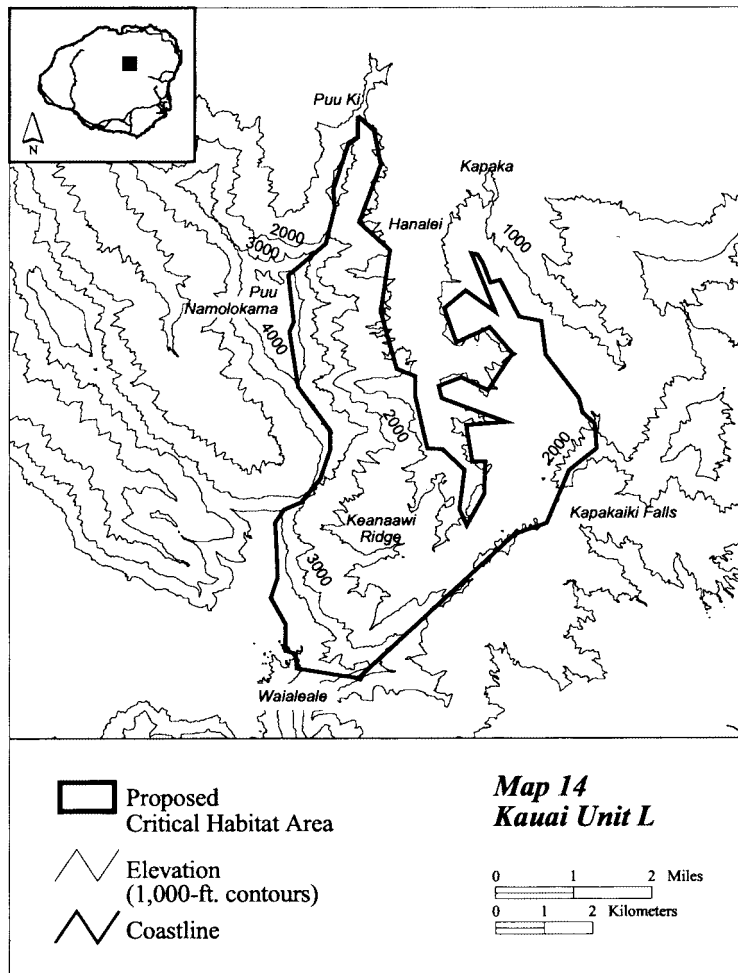 N
Puu Ki
Kapaka
Hanalei
2000
3000
1000
Puu
Namolokama
4000
2000
2000
Kapakaiki Falls
Keanaawi
Ridge
3000
Waialeale
Proposed
Critical Habitat Area
Elevation
(1,000-ft. contours)
Coastline
Map 14
Kauai Unit L
0 1 2 Miles
0 1 2 Kilometers